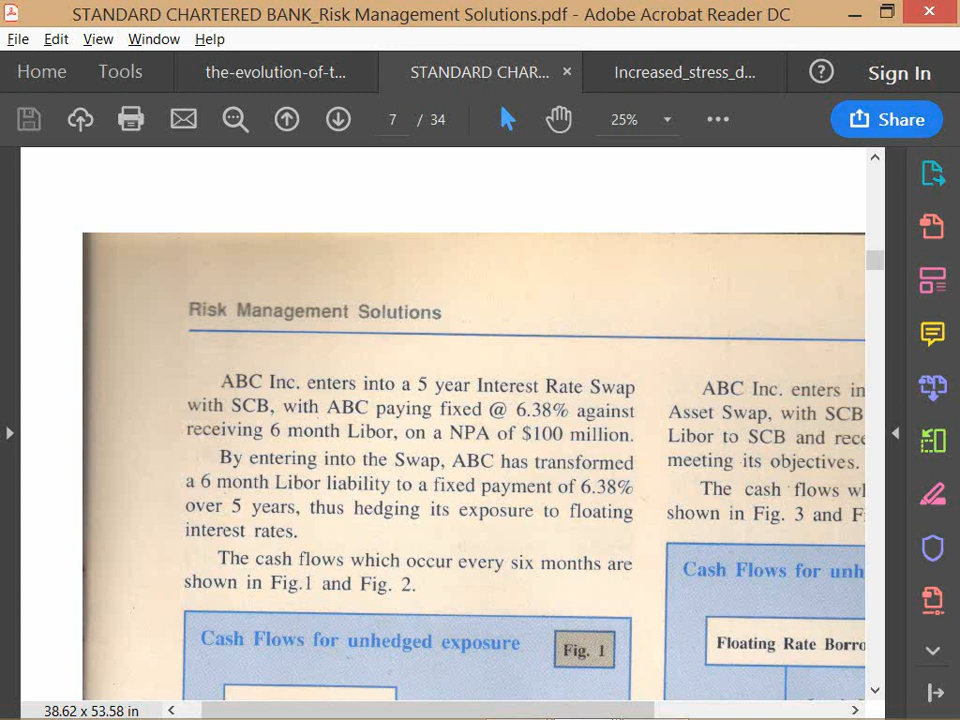 STANDARD CHARTERED BANK_Risk Management Solutions.pdf - Adobe Acrobat Reader DC
File Edit View Window Help
Home Tools the-evolution-of-t... STANDARD CHAR... × Increased_stress_d... ? Sign In
7 / 34 25% Share
Risk Management Solutions
ABC Inc. enters into a 5 year Interest Rate Swap
with SCB, with ABC paying fixed @ 6.38% against
receiving 6 month Libor, on a NPA of $100 million.
By entering into the Swap, ABC has transformed
a 6 month Libor liability to a fixed payment of 6.38%
over 5 years, thus hedging its exposure to floating
interest rates.
The cash flows which occur every six months are
shown in Fig.1 and Fig. 2.
Cash Flows for unhedged exposure
Fig. 1
ABC Inc. enters in
Asset Swap, with SCB
Libor to SCB and rece
meeting its objectives.
The cash flows wh
shown in Fig. 3 and F
Cash Flows for unh
Floating Rate Borro
38.62 x 53.58 in